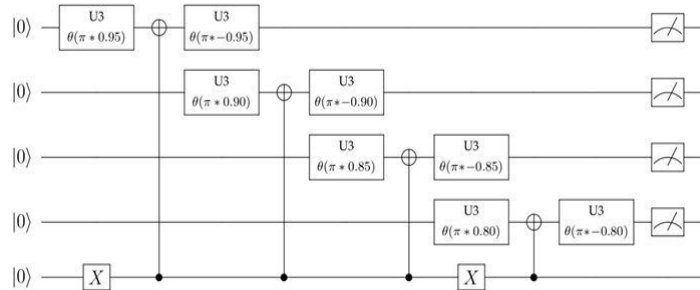 |0⟩ U3 θ(π∗0.95) U3 θ(π∗−0.95)
|0⟩ U3 θ(π∗0.90) U3 θ(π∗−0.90)
|0⟩ U3 θ(π∗0.85) U3 θ(π∗−0.85)
|0⟩ U3 θ(π∗0.80) U3 θ(π∗−0.80)
|0⟩ X X